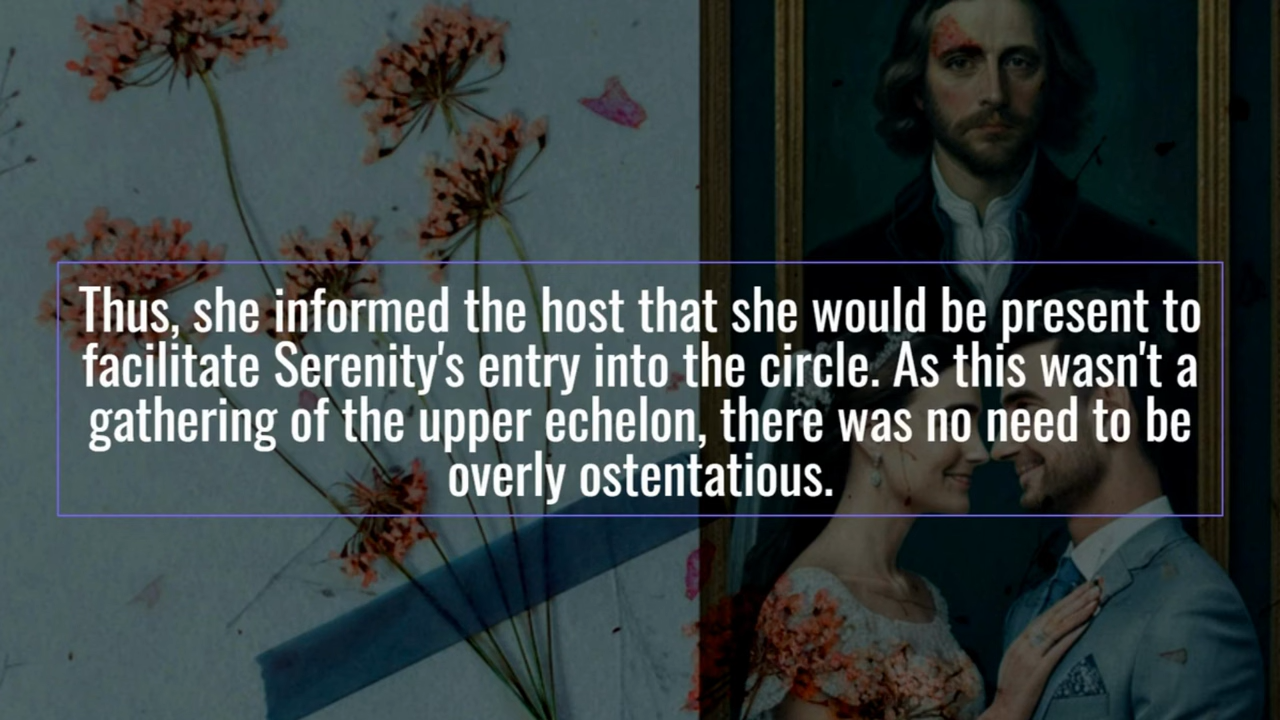 Thus, she informed the host that she would be present to
facilitate Serenity's entry into the circle. As this wasn't a
gathering of the upper echelon, there was no need to be
overly ostentatious.